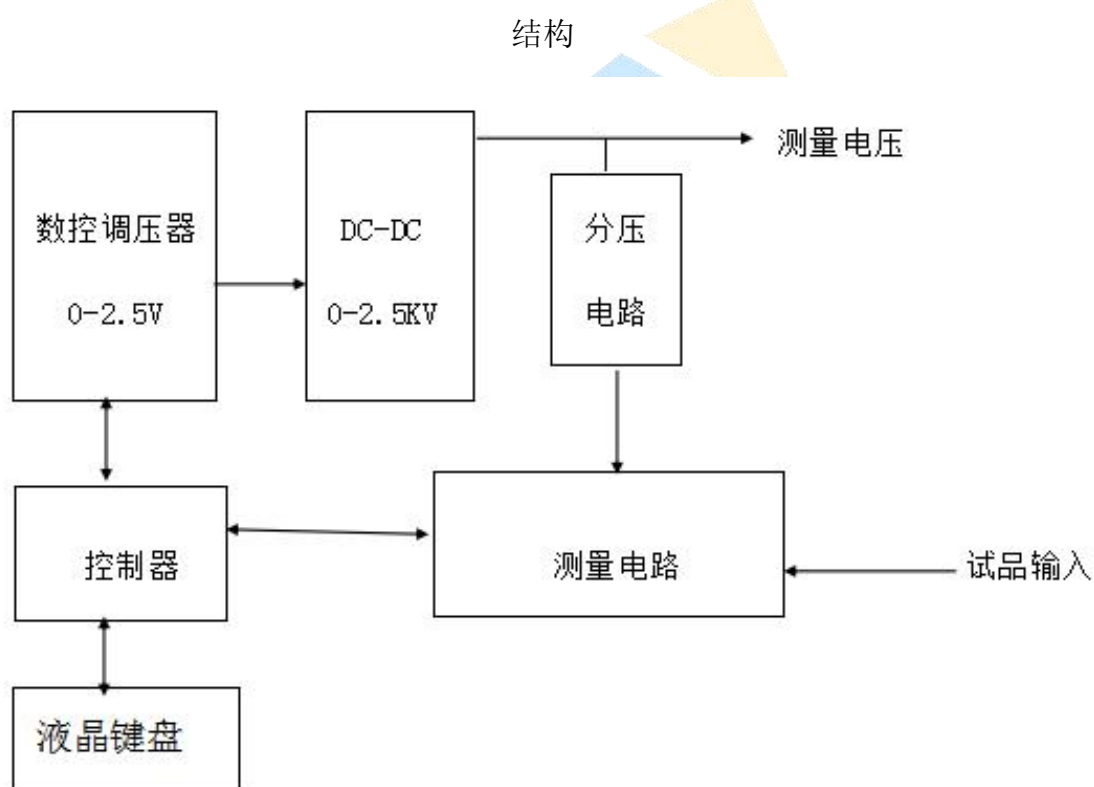 结构
测量电压
数控调压器
0-2.5V
DC-DC
0-2.5KV
分压
电路
控制器
测量电路
试品输入
液晶键盘